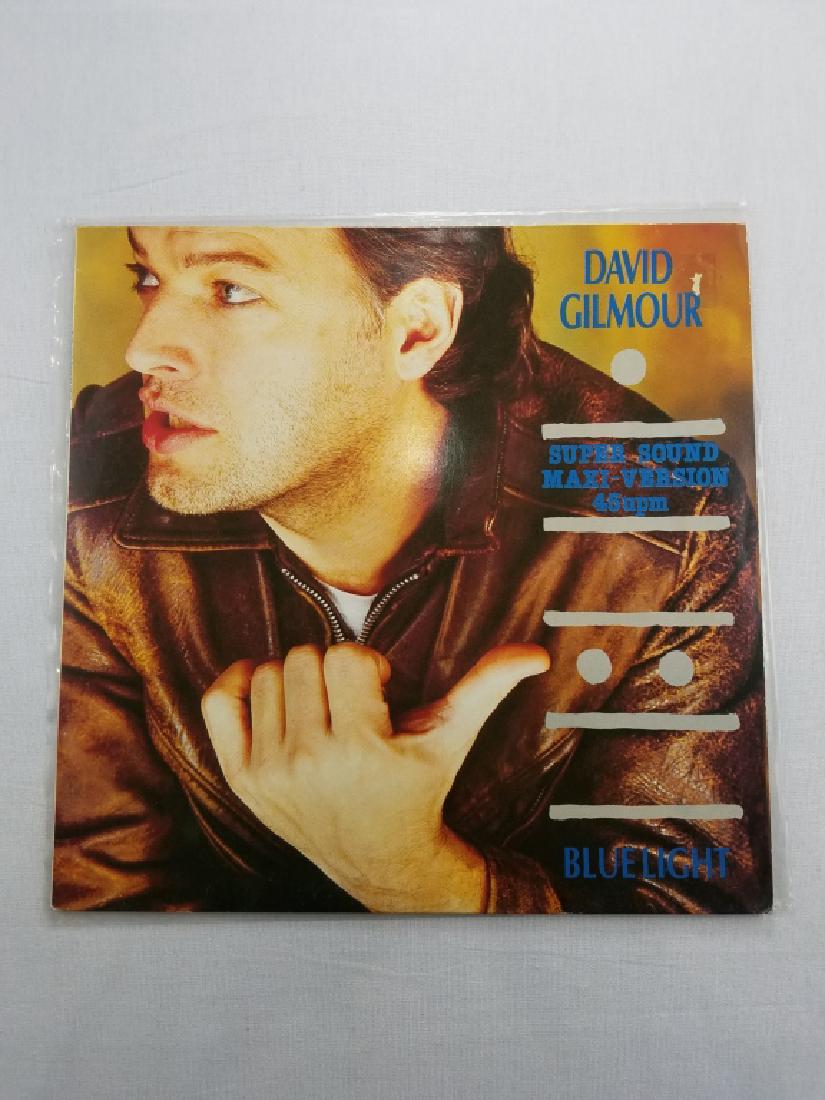 DAVID
GILMOUR
SUPER SOUND
MAXI-VERSION
45upm
BLUE LIGHT